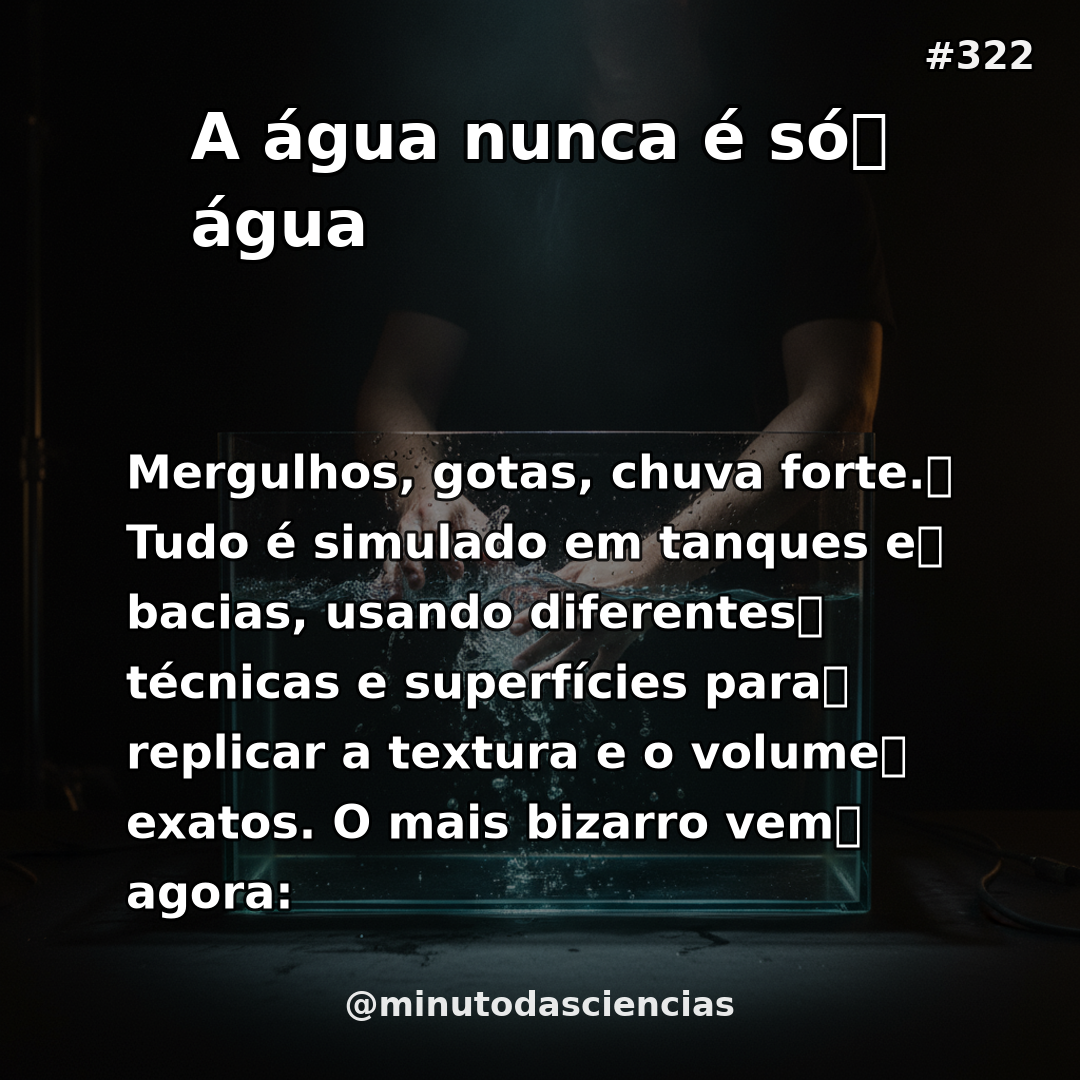 #322
A água nunca é só▯
água
Mergulhos, gotas, chuva forte.▯
Tudo é simulado em tanques e▯
bacias, usando diferentes▯
técnicas e superfícies para▯
replicar a textura e o volume▯
exatos. O mais bizarro vem▯
agora:
@minutodasciencias